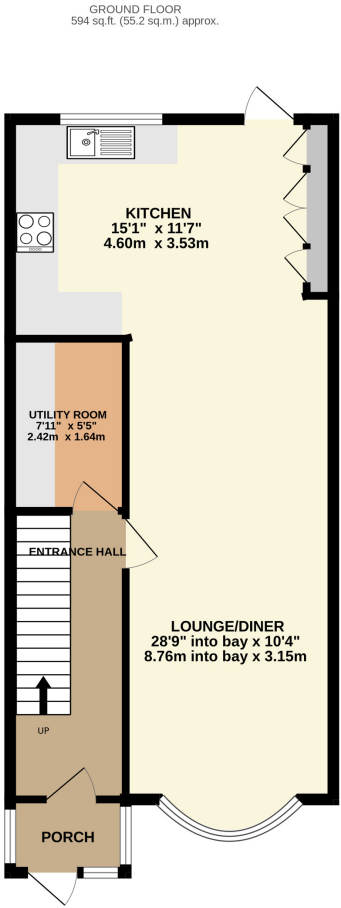 GROUND FLOOR
594 sq.ft. (55.2 sq.m.) approx.
KITCHEN
15'1" x 11'7"
4.60m x 3.53m
UTILITY ROOM
7'11" x 5'5"
2.42m x 1.64m
ENTRANCE HALL
LOUNGE/DINER
28'9" into bay x 10'4"
8.76m into bay x 3.15m
UP
PORCH